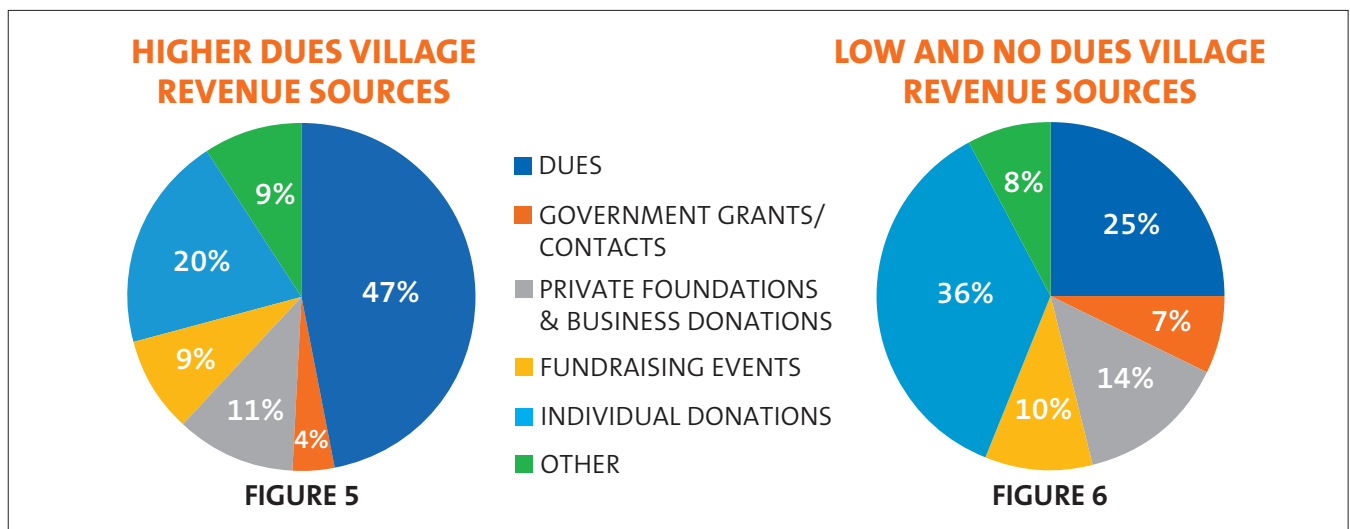 HIGHER DUES VILLAGE
REVENUE SOURCES
9%
20%
47%
9%
11%
4%
FIGURE 5
DUES
GOVERNMENT GRANTS/
CONTACTS
PRIVATE FOUNDATIONS
& BUSINESS DONATIONS
FUNDRAISING EVENTS
INDIVIDUAL DONATIONS
OTHER
LOW AND NO DUES VILLAGE
REVENUE SOURCES
8%
25%
36%
7%
14%
10%
FIGURE 6